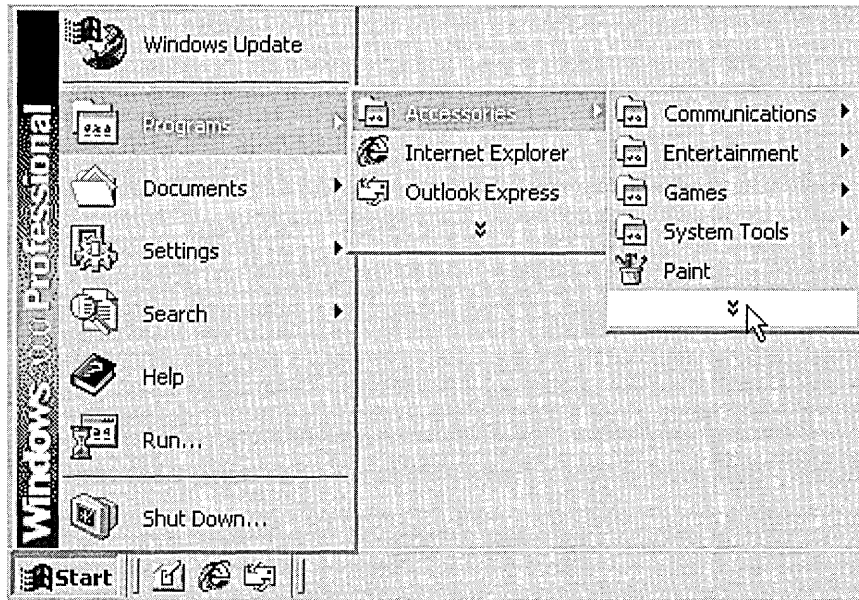 Windows Update
Programs
Documents
Settings
Search
Help
Run...
Shut Down...
Windows 2000 Professional
Accessories
Internet Explorer
Outlook Express
Communications
Entertainment
Games
System Tools
Paint
Start